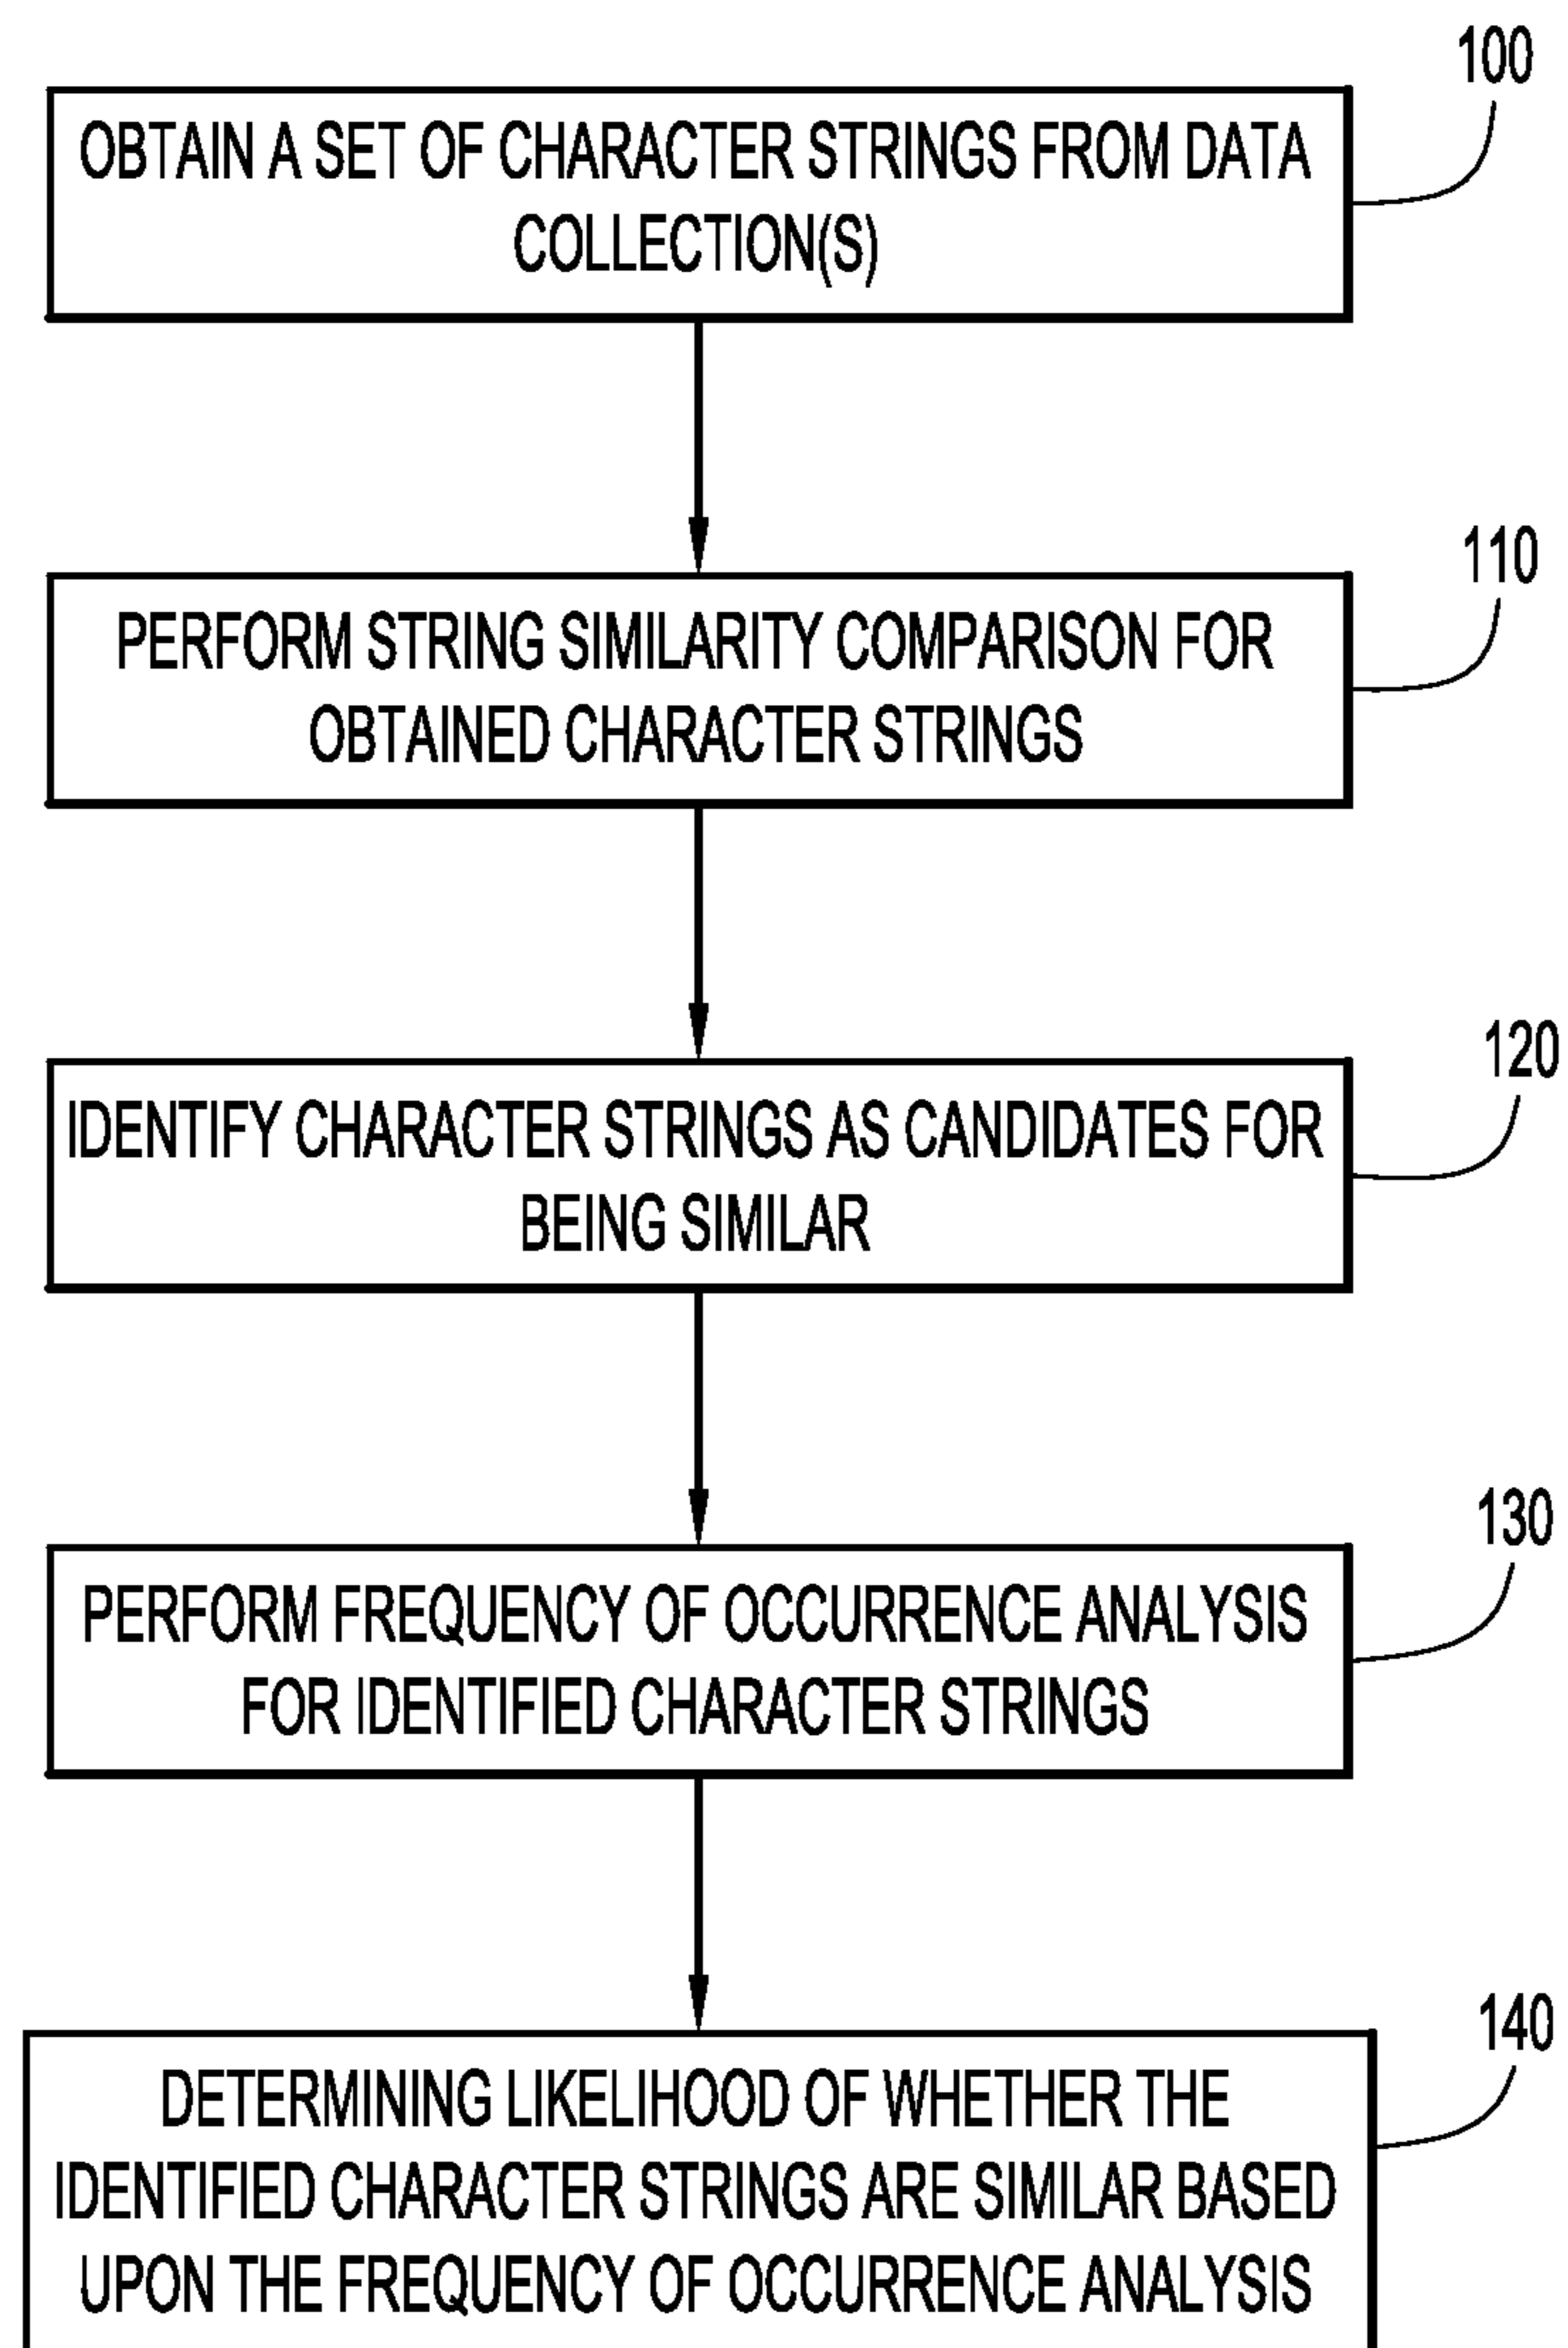 100
OBTAIN A SET OF CHARACTER STRINGS FROM DATA
COLLECTION(S)
110
PERFORM STRING SIMILARITY COMPARISON FOR
OBTAINED CHARACTER STRINGS
120
IDENTIFY CHARACTER STRINGS AS CANDIDATES FOR
BEING SIMILAR
130
PERFORM FREQUENCY OF OCCURRENCE ANALYSIS
FOR IDENTIFIED CHARACTER STRINGS
140
DETERMINING LIKELIHOOD OF WHETHER THE
IDENTIFIED CHARACTER STRINGS ARE SIMILAR BASED
UPON THE FREQUENCY OF OCCURRENCE ANALYSIS